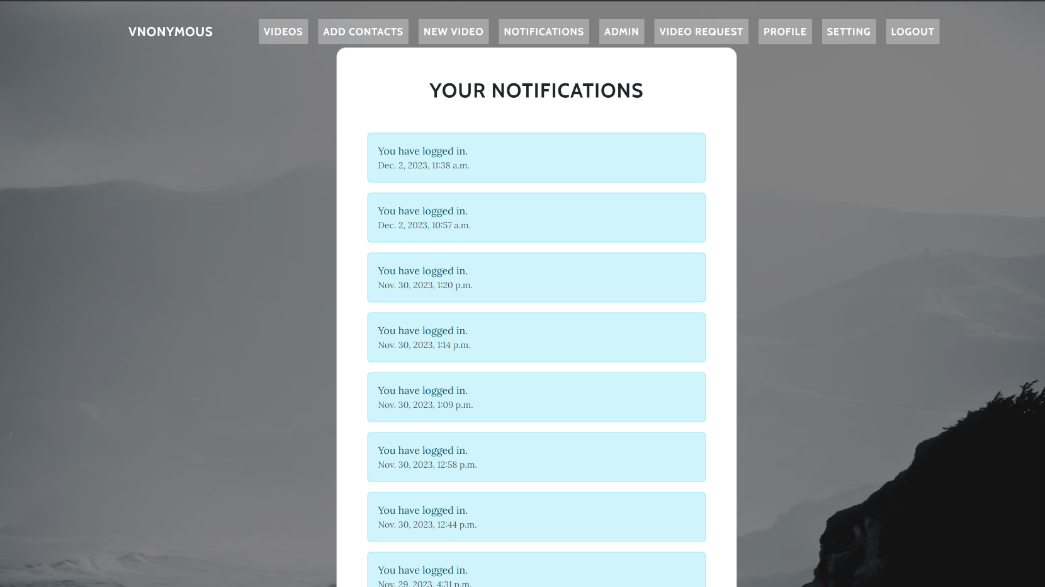 VNONYMOUS
VIDEOS ADD CONTACTS NEW VIDEO NOTIFICATIONS ADMIN VIDEO REQUEST PROFILE SETTING LOGOUT
YOUR NOTIFICATIONS
You have logged in.
Dec. 2, 2023, 11:38 a.m.
You have logged in.
Dec. 2, 2023, 10:57 a.m.
You have logged in.
Nov. 30, 2023, 1:20 p.m.
You have logged in.
Nov. 30, 2023, 1:14 p.m.
You have logged in.
Nov. 30, 2023, 1:09 p.m.
You have logged in.
Nov. 30, 2023, 12:58 p.m.
You have logged in.
Nov. 30, 2023, 12:44 p.m.
You have logged in.
Nov. 29, 2023, 4:31 p.m.